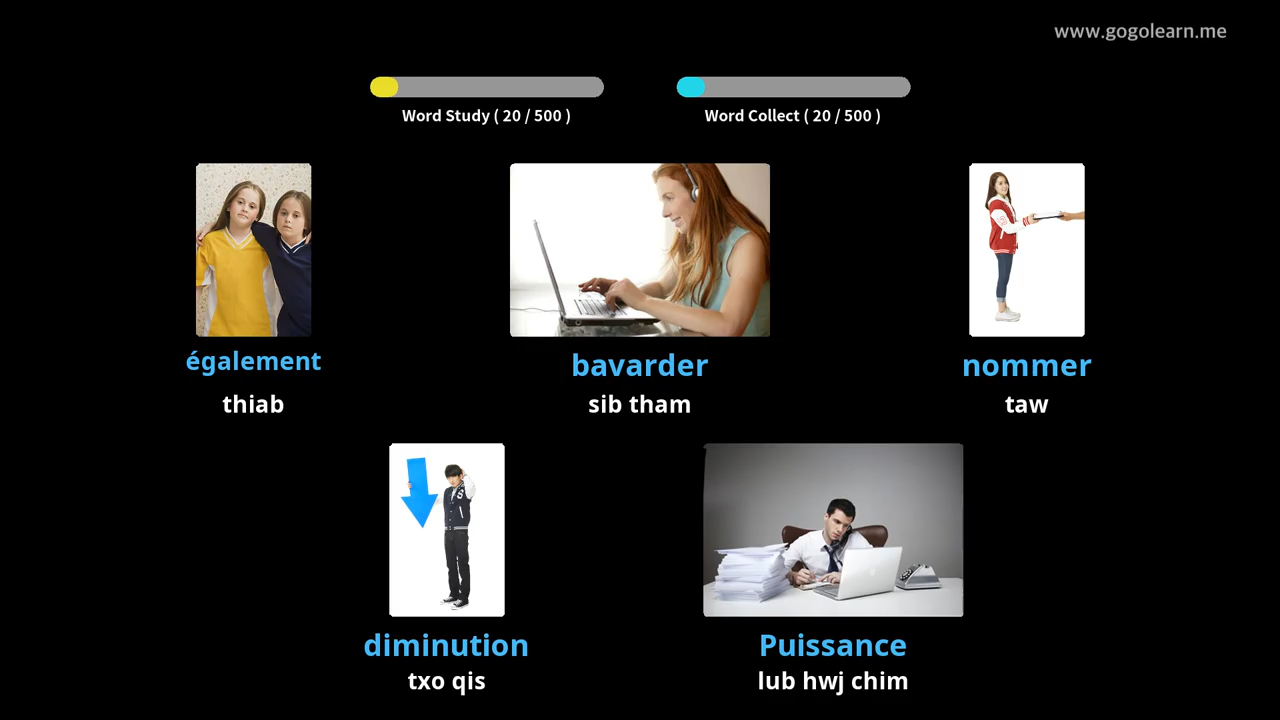 www.gogolearn.me
Word Study ( 20 / 500 )
Word Collect ( 20 / 500 )
également
thiab
bavarder
sib tham
nommer
taw
diminution
txo qis
Puissance
lub hwj chim